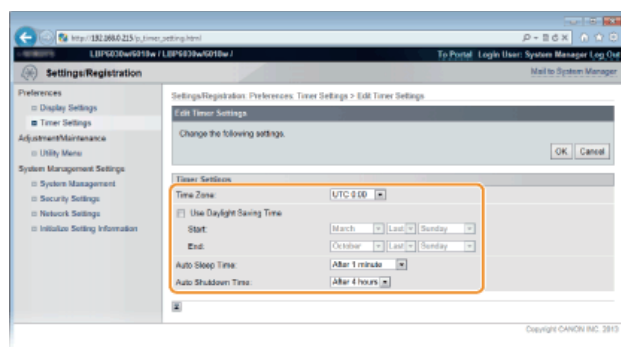 http://192.168.0.215/p_timer_setting.html
LBP6030w/6018w / LBP6030w/6018w /
To Portal Login User: System Manager Log Out
Settings/Registration
Mail to System Manager
Preferences
Display Settings
Timer Settings
Adjustment/Maintenance
Utility Menu
System Management Settings
System Management
Security Settings
Network Settings
Initialize Setting Information
Settings/Registration: Preferences: Timer Settings > Edit Timer Settings
Edit Timer Settings
Change the following settings.
OK Cancel
Timer Settings
Time Zone: UTC 0:00
Use Daylight Saving Time
Start: March Last Sunday
End: October Last Sunday
Auto Sleep Time: After 1 minute
Auto Shutdown Time: After 4 hours
Copyright CANON INC. 2013